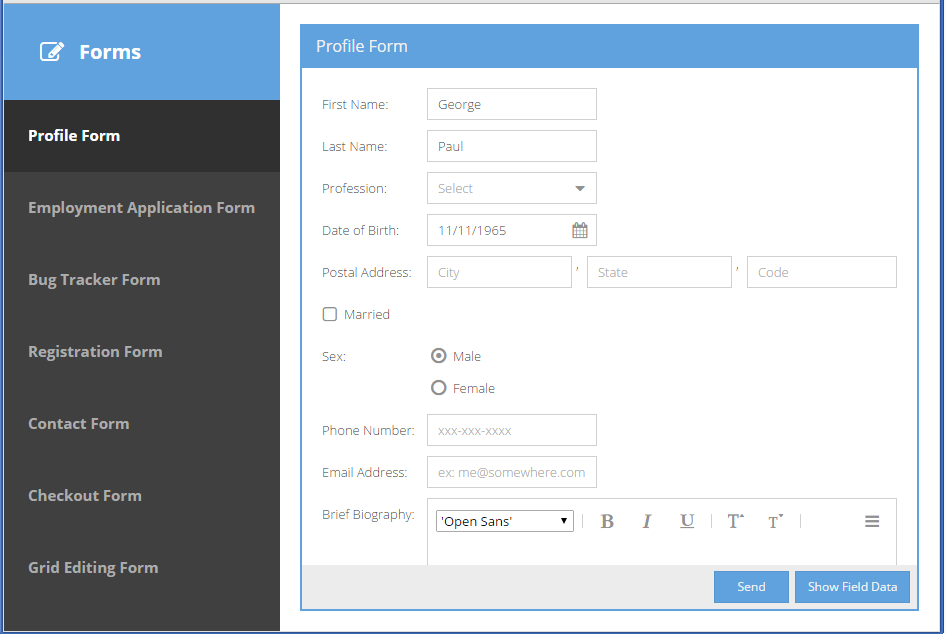 Forms
Profile Form
Employment Application Form
Bug Tracker Form
Registration Form
Contact Form
Checkout Form
Grid Editing Form
Profile Form
First Name: George
Last Name: Paul
Profession: Select
Date of Birth: 11/11/1965
Postal Address: City , State , Code
Married
Sex: Male
Female
Phone Number: xxx-xxx-xxxx
Email Address: ex: me@somewhere.com
Brief Biography: 'Open Sans' B I U T T
Send Show Field Data